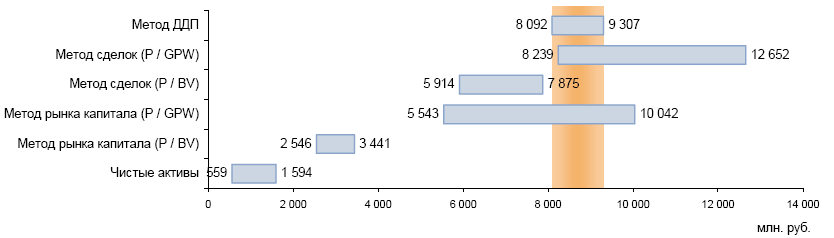 Метод ДДП 8 092 9 307
Метод сделок (P / GPW) 8 239 12 652
Метод сделок (P / BV) 5 914 7 875
Метод рынка капитала (P / GPW) 5 543 10 042
Метод рынка капитала (P / BV) 2 546 3 441
Чистые активы 559 1 594
0 2 000 4 000 6 000 8 000 10 000 12 000 14 000
млн. руб.